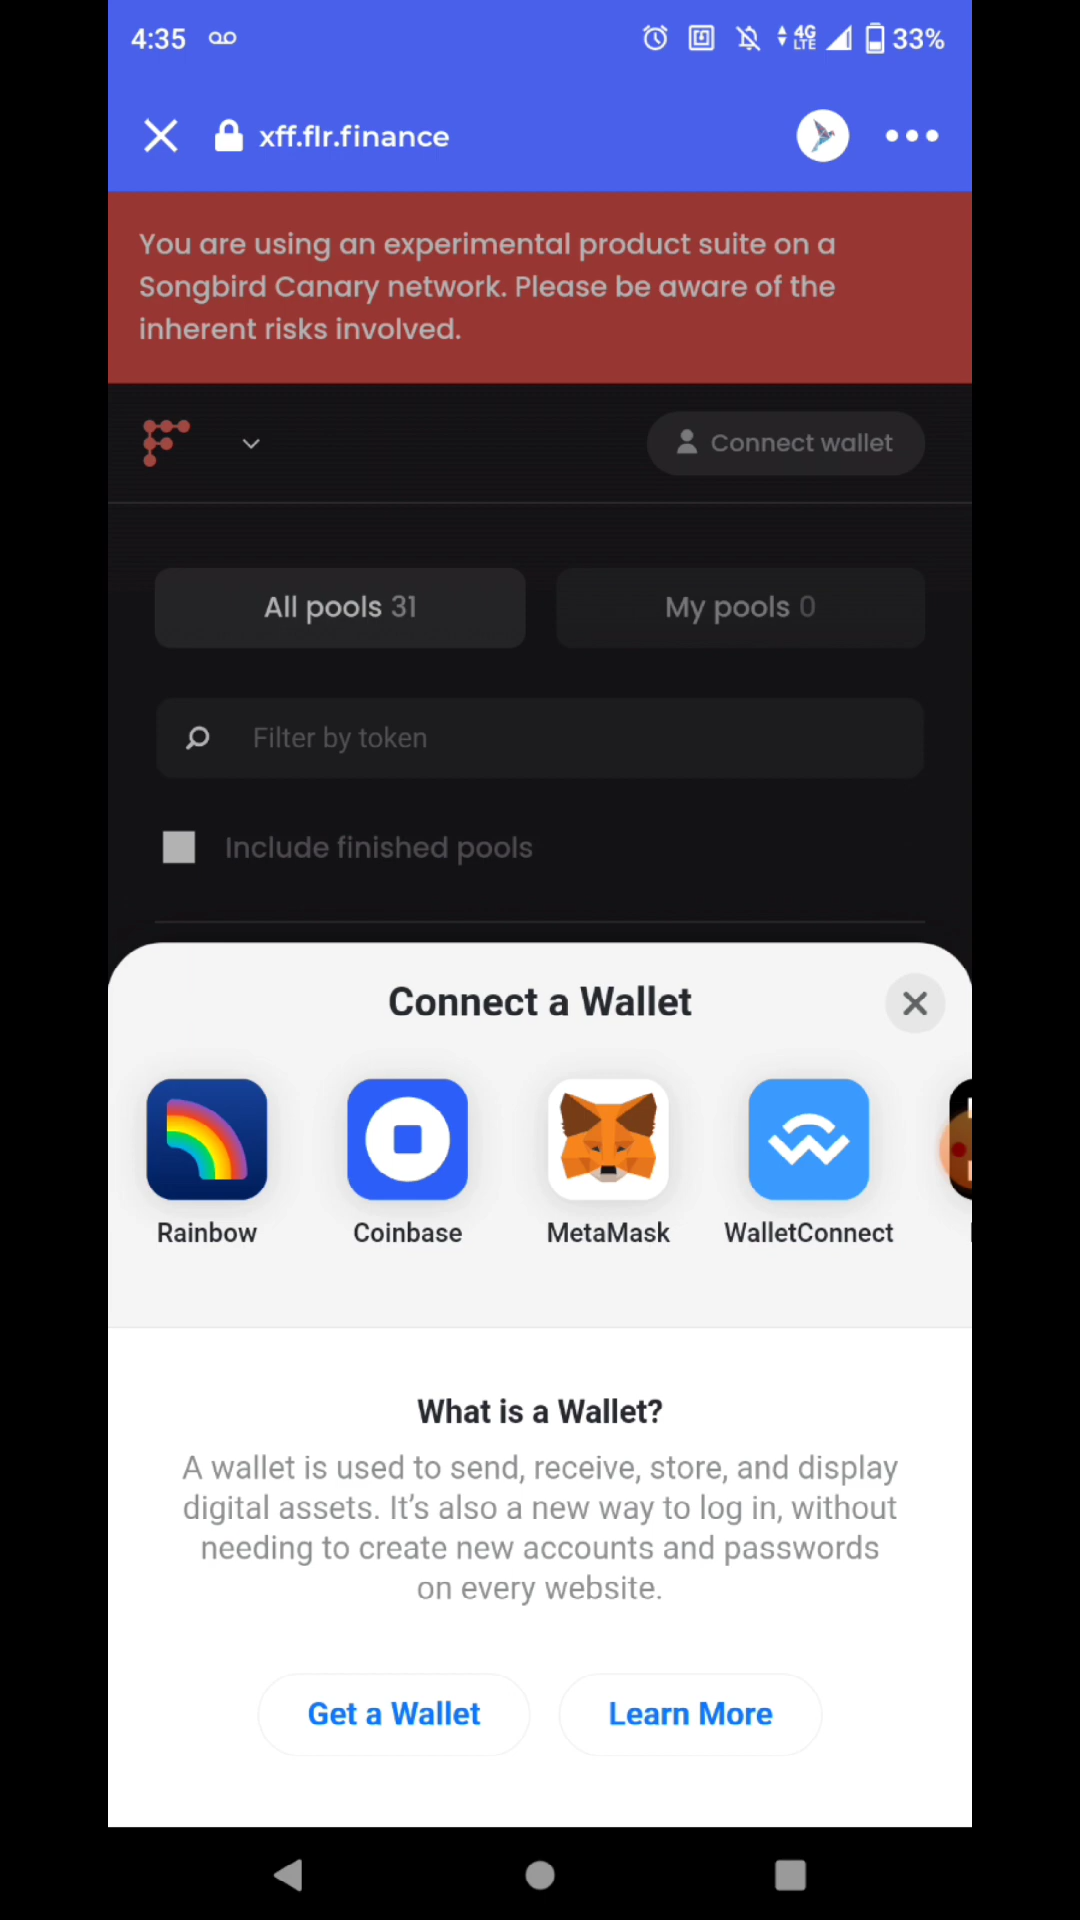 4:35
4G
LTE
33%
xff.flr.finance
You are using an experimental product suite on a
Songbird Canary network. Please be aware of the
inherent risks involved.
Connect wallet
All pools 31
My pools 0
Filter by token
Include finished pools
Connect a Wallet
Rainbow
Coinbase
MetaMask
WalletConnect
What is a Wallet?
A wallet is used to send, receive, store, and display
digital assets. It's also a new way to log in, without
needing to create new accounts and passwords
on every website.
Get a Wallet
Learn More